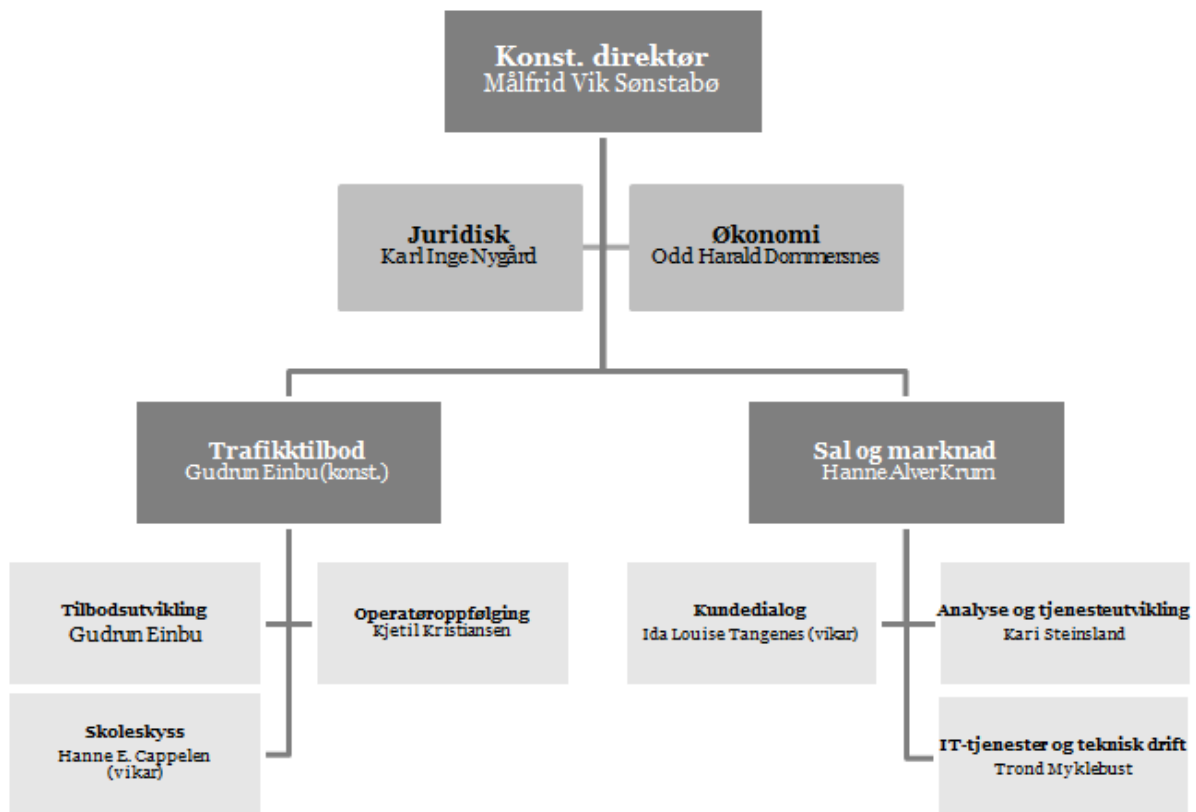 Konst. direktør
Målfrid Vik Sønstabø
Juridisk
Karl Inge Nygård
Økonomi
Odd Harald Dommersnes
Trafikktilbod
Gudrun Einbu (konst.)
Sal og marknad
Hanne Alver Krum
Tilbodsutvikling
Gudrun Einbu
Operatøroppfølging
Kjetil Kristiansen
Kundedialog
Ida Louise Tangenes (vikar)
Analyse og tjenesteutvikling
Kari Steinsland
Skoleskyss
Hanne E. Cappelen
(vikar)
IT-tjenester og teknisk drift
Trond Myklebust